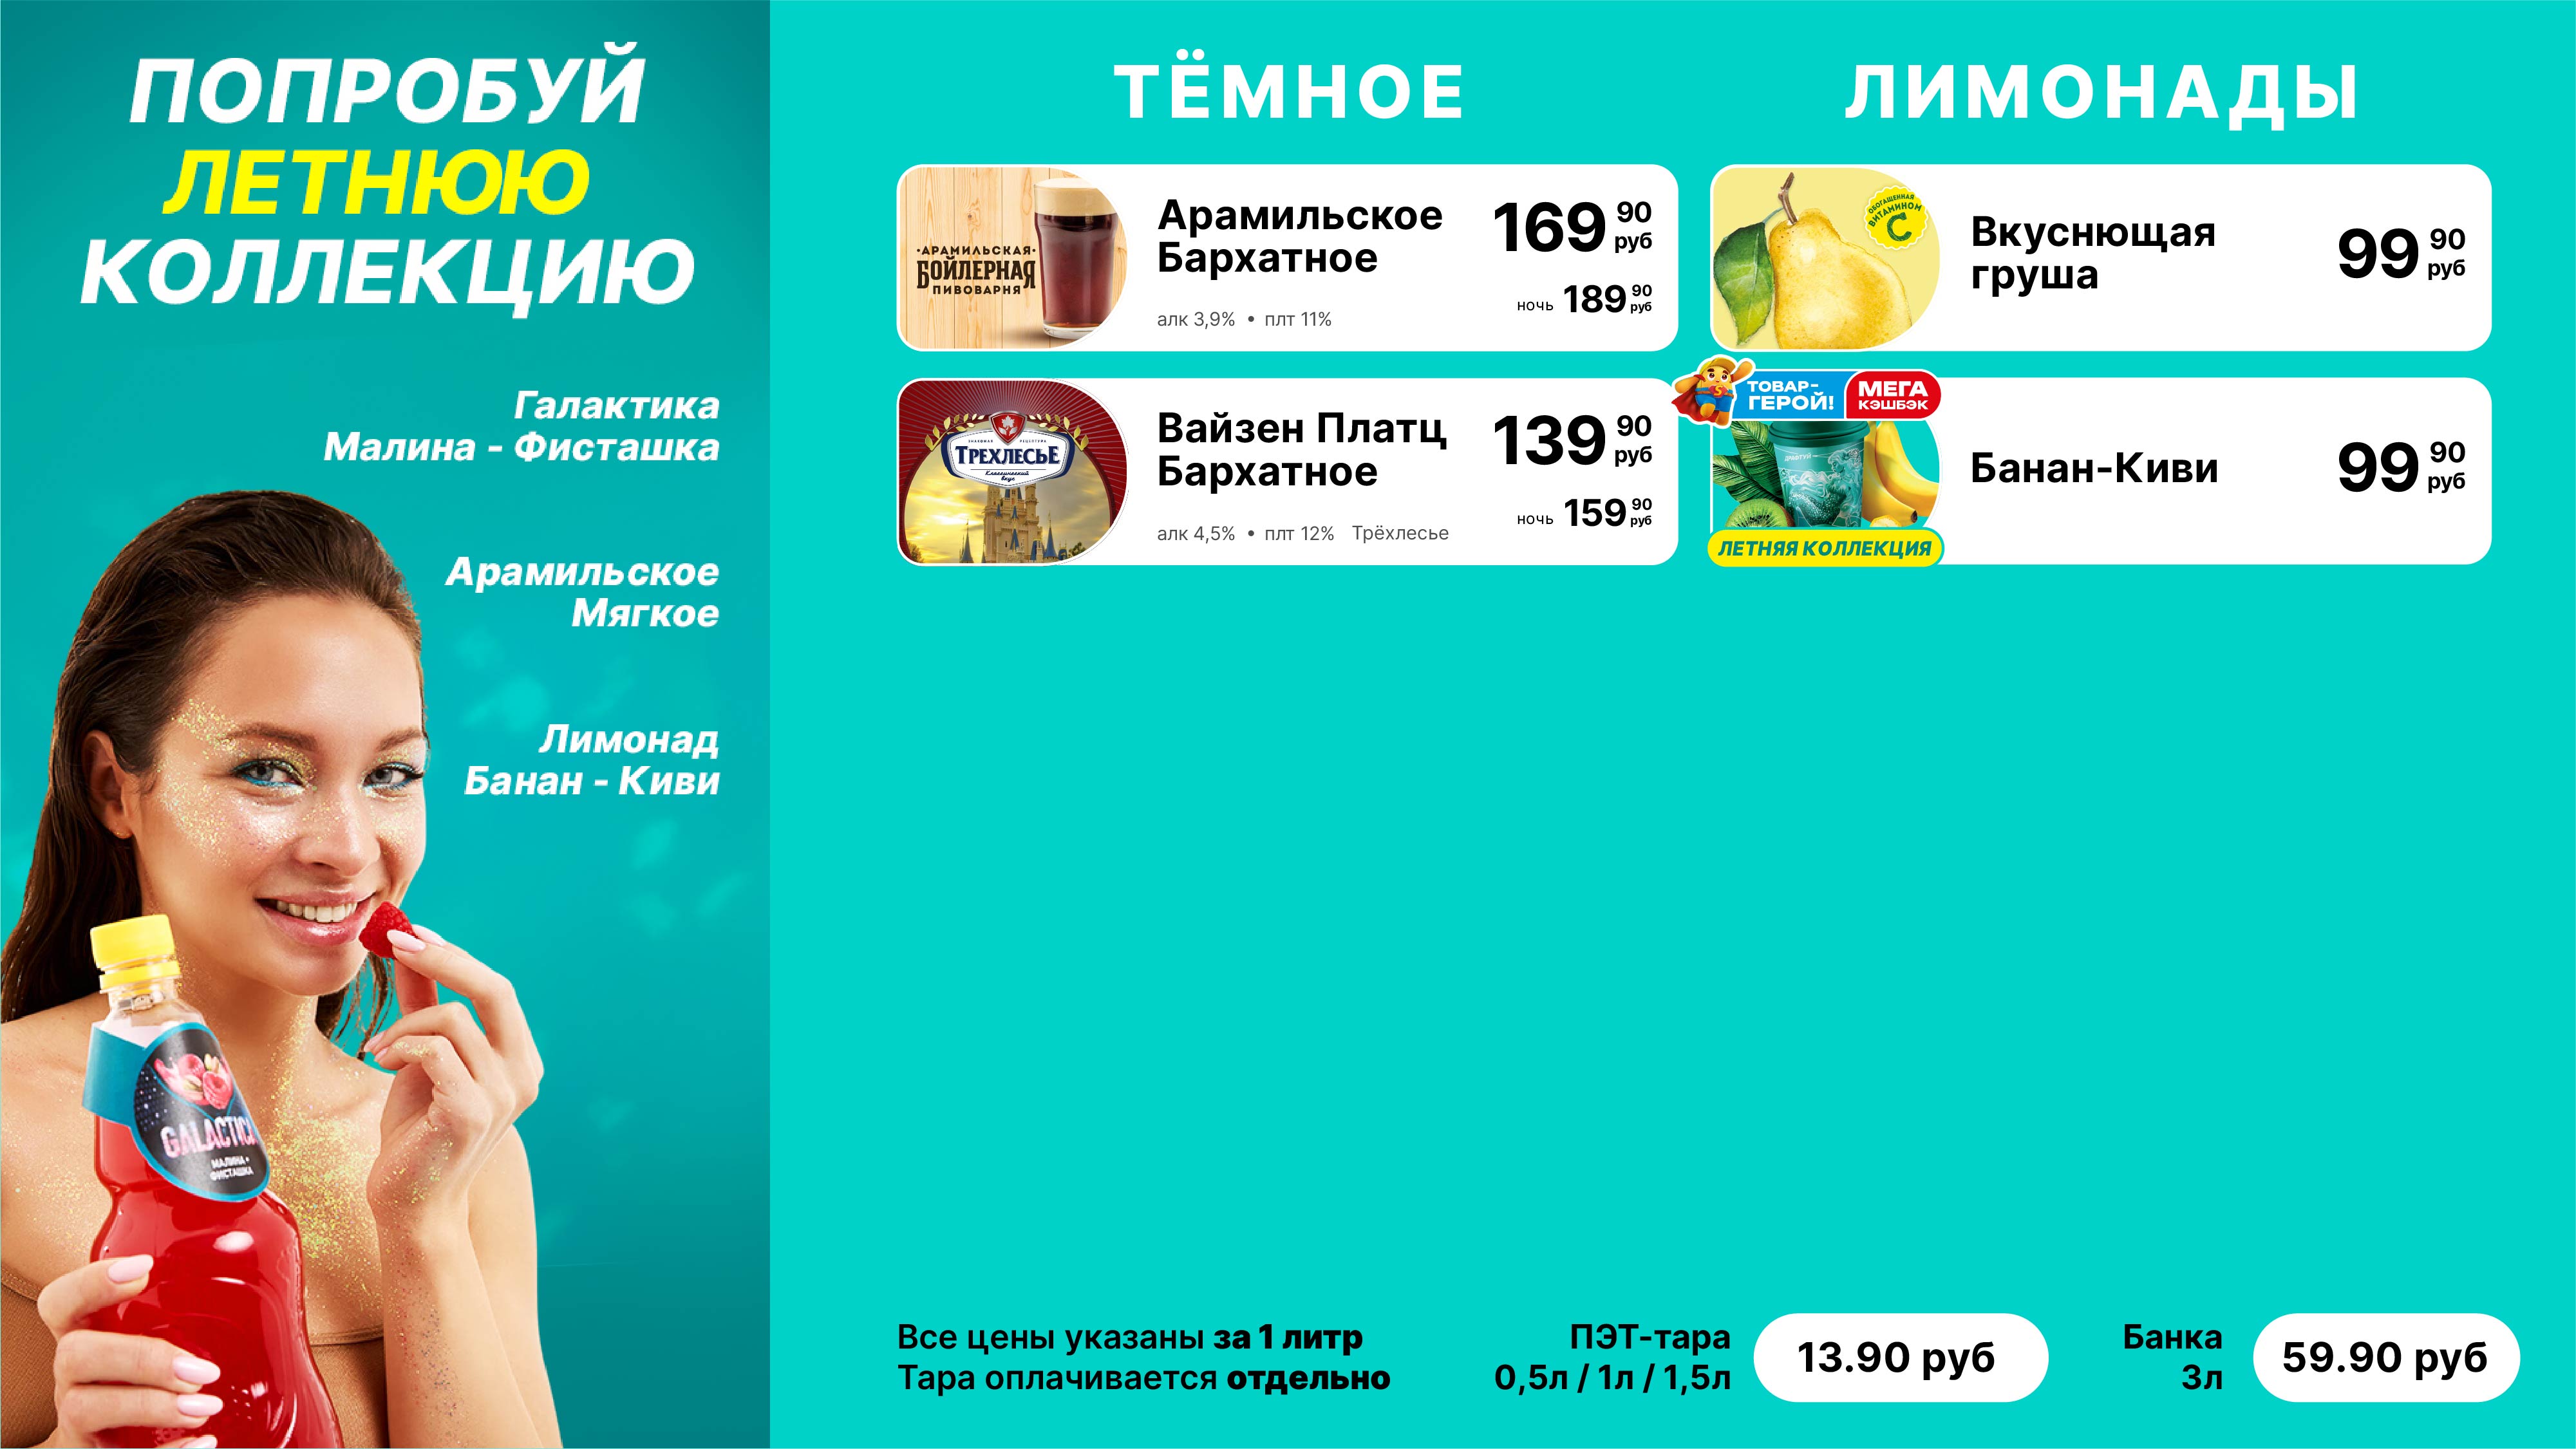 ПОПРОБУЙ
ЛЕТНЮЮ
КОЛЛЕКЦИЮ
Галактика
Малина - Фисташка
Арамильское
Мягкое
Лимонад
Банан - Киви
GALACTICA
МАЛИНА •
ФИСТАШКА
ТЁМНОЕ
•АРАМИЛЬСКАЯ•
БОЙЛЕРНАЯ
ПИВОВАРНЯ
Арамильское
Бархатное
алк 3,9% • плт 11%
169 90 руб
ночь 189 90 руб
ЗНАКОМАЯ РЕЦЕПТУРА
ТРЕХЛЕСЬЕ
Классический
вкус
Вайзен Платц
Бархатное
алк 4,5% • плт 12% Трёхлесье
139 90 руб
ночь 159 90 руб
ЛИМОНАДЫ
ОБОГАЩЕННАЯ
ВИТАМИНОМ
С
Вкуснющая
груша
99 90 руб
ТОВАР-
ГЕРОЙ!
МЕГА
КЭШБЭК
ЛЕТНЯЯ КОЛЛЕКЦИЯ
Банан-Киви
99 90 руб
Все цены указаны за 1 литр
Тара оплачивается отдельно
ПЭТ-тара
0,5л / 1л / 1,5л
13.90 руб
Банка
3л
59.90 руб